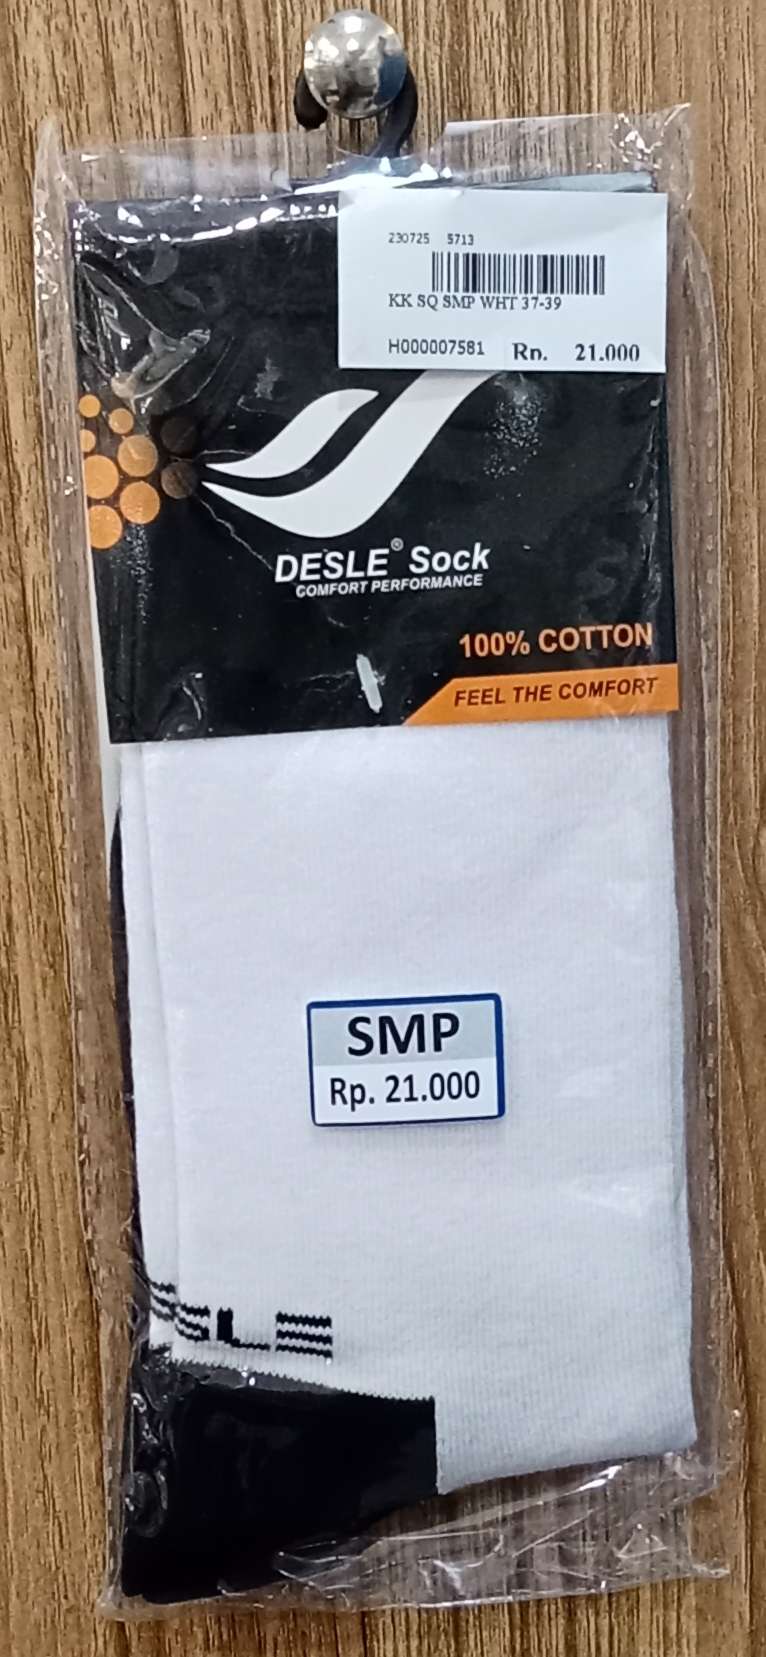 230725 5713
KK SQ SMP WHT 37-39
H000007581 Rp. 21.000
DESLE® Sock
COMFORT PERFORMANCE
100% COTTON
FEEL THE COMFORT
SMP
Rp. 21.000